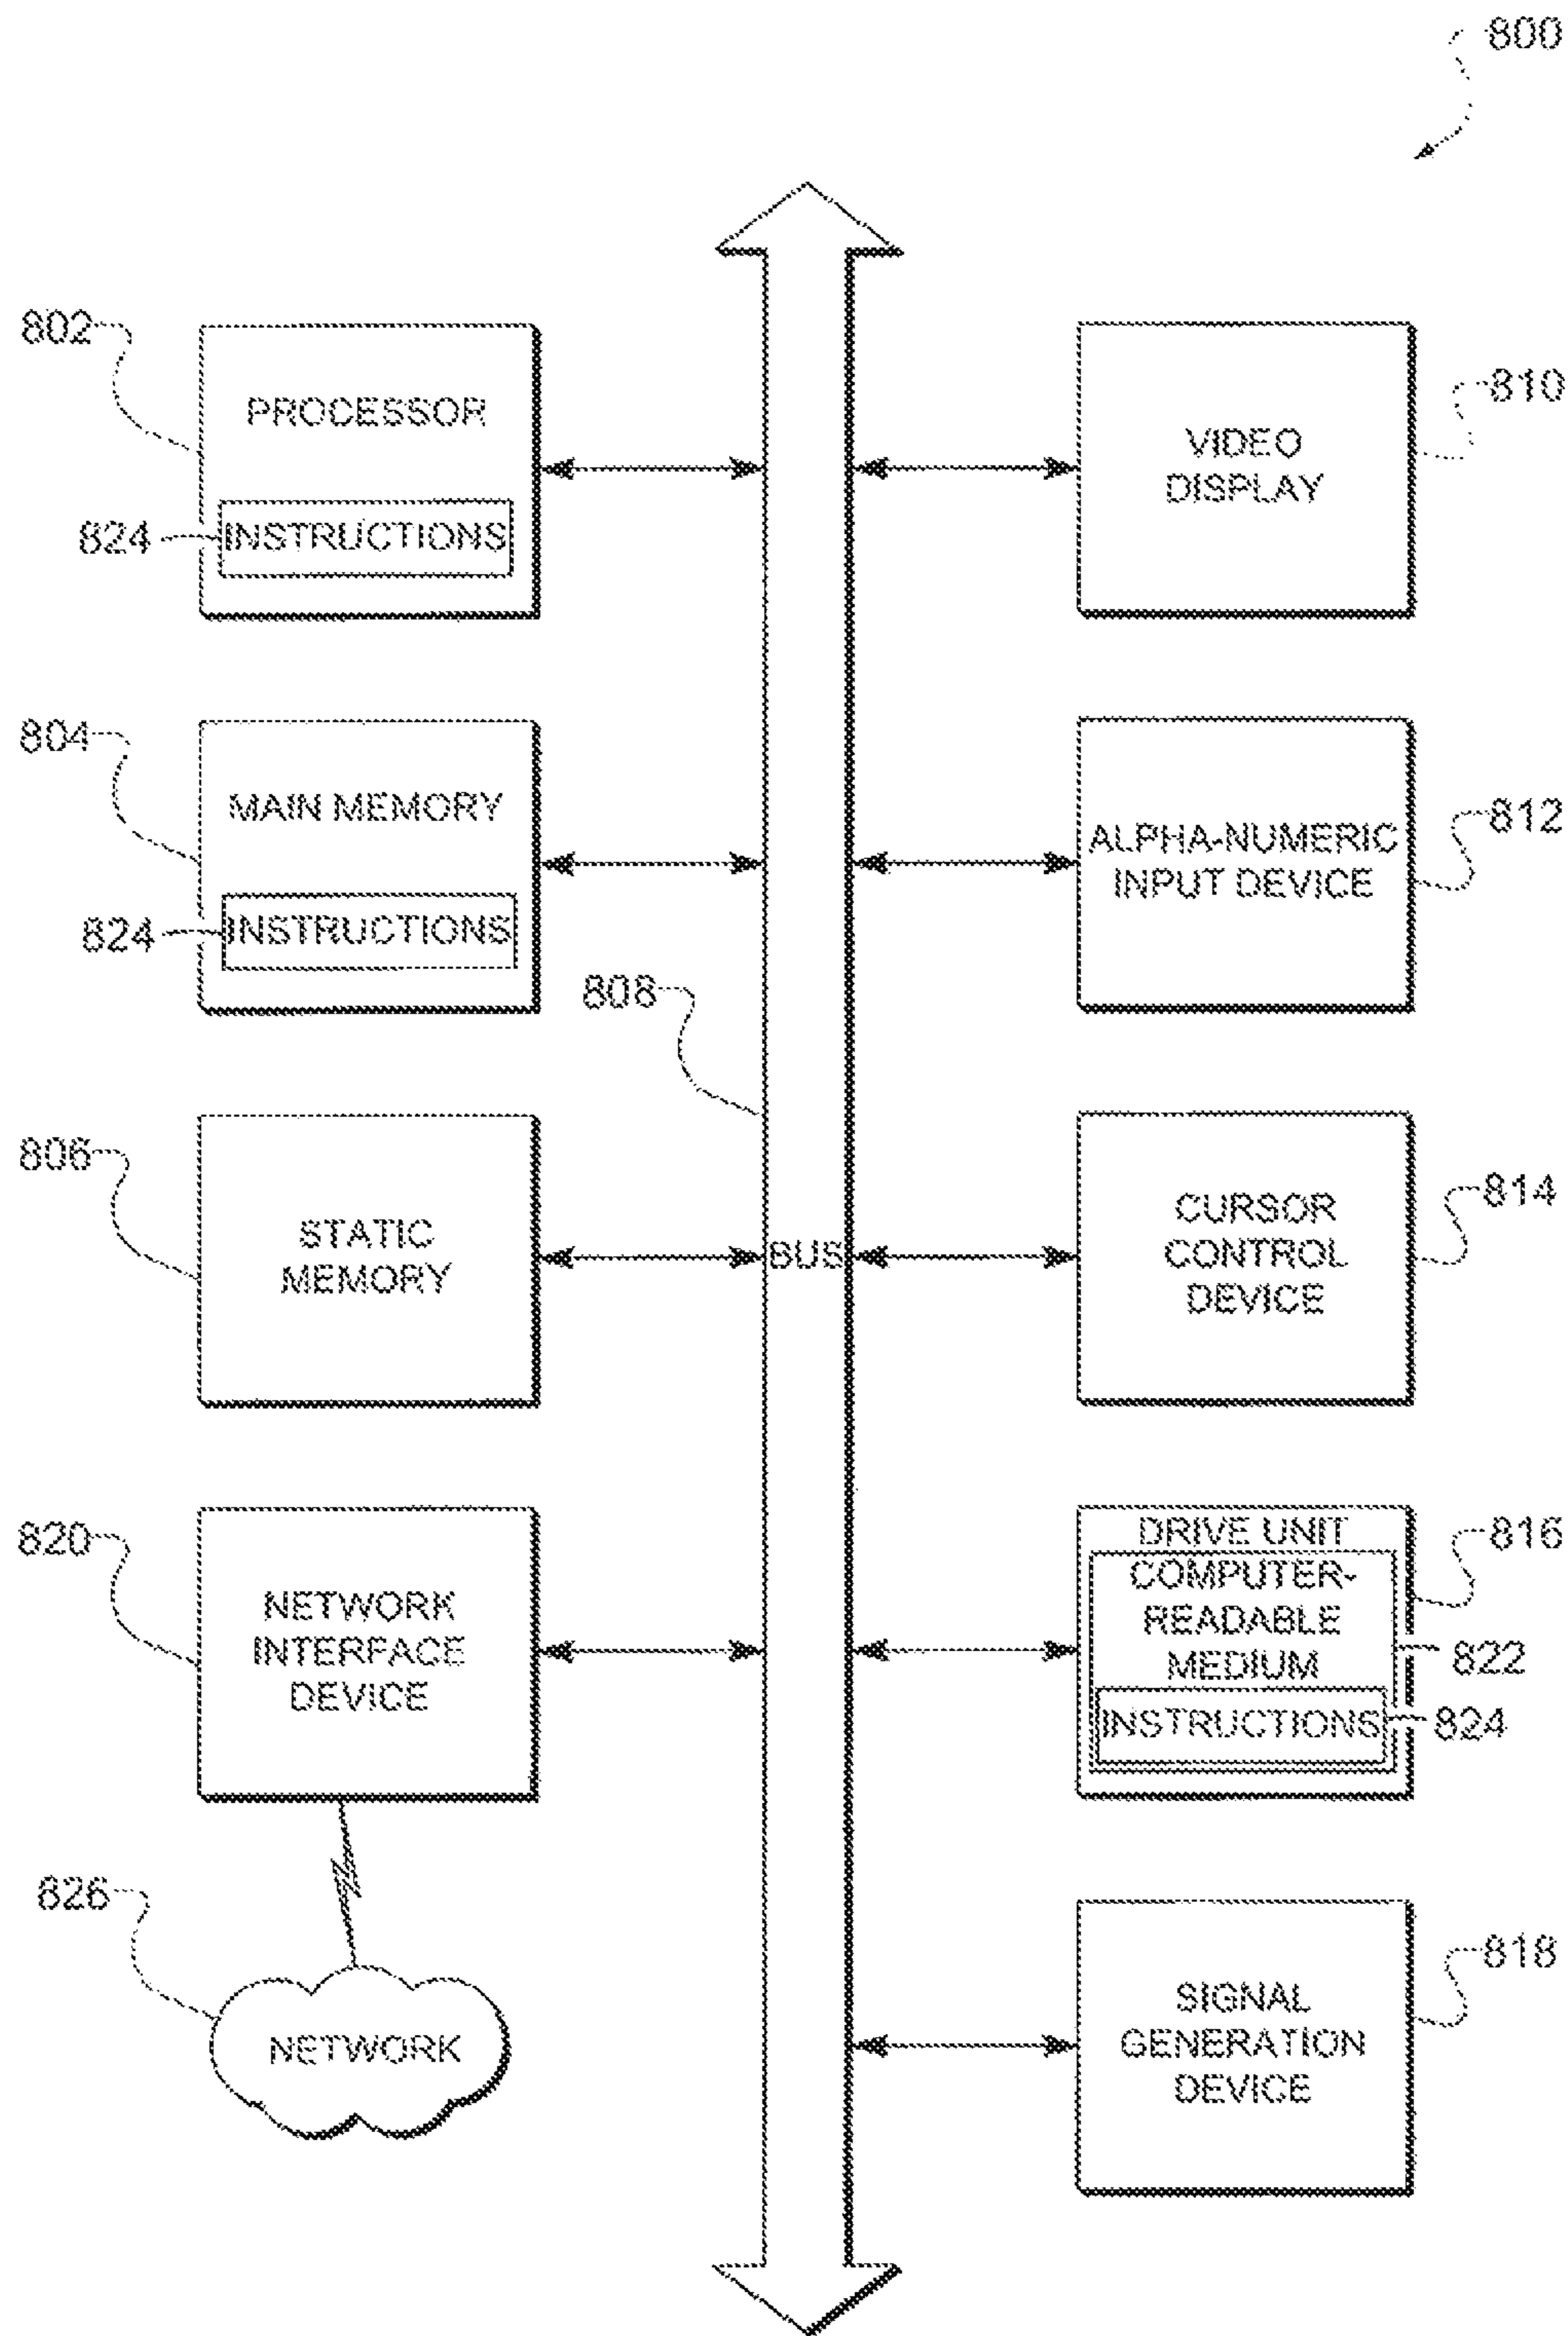 800
802
PROCESSOR
824
INSTRUCTIONS
804
MAIN MEMORY
824
INSTRUCTIONS
808
806
STATIC
MEMORY
820
NETWORK
INTERFACE
DEVICE
826
NETWORK
BUS
810
VIDEO
DISPLAY
812
ALPHA-NUMERIC
INPUT DEVICE
814
CURSOR
CONTROL
DEVICE
816
DRIVE UNIT
COMPUTER-
READABLE
MEDIUM
822
INSTRUCTIONS
824
818
SIGNAL
GENERATION
DEVICE